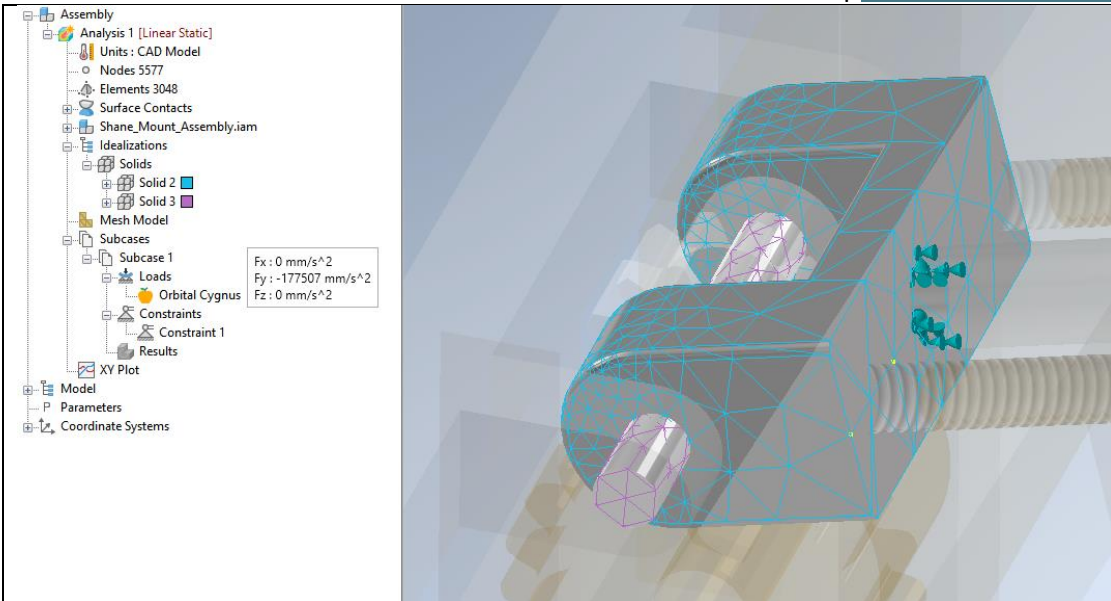 Assembly
Analysis 1 [Linear Static]
Units : CAD Model
Nodes 5577
Elements 3048
Surface Contacts
Shane_Mount_Assembly.iam
Idealizations
Solids
Solid 2
Solid 3
Mesh Model
Subcases
Subcase 1
Loads
Orbital Cygnus
Constraints
Constraint 1
Results
XY Plot
Model
P Parameters
Coordinate Systems
Fx : 0 mm/s^2
Fy : -177507 mm/s^2
Fz : 0 mm/s^2